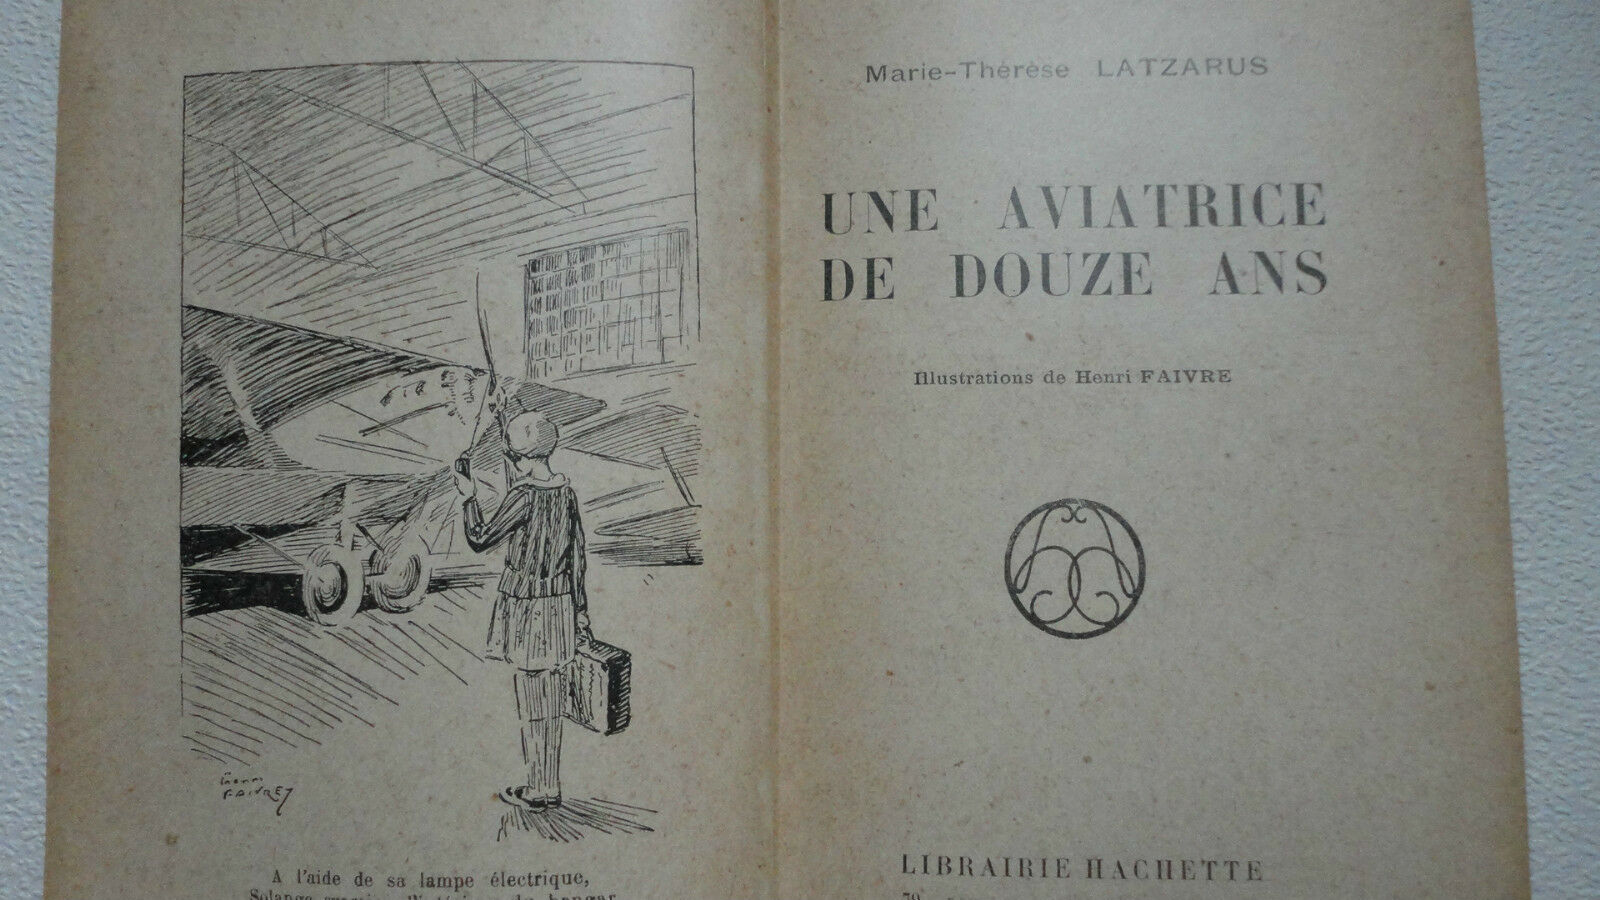 Henri
FAIVRE
A l'aide de sa lampe électrique,
Solange
Marie-Thérèse LATZARUS
UNE AVIATRICE
DE DOUZE ANS
Illustrations de Henri FAIVRE
LIBRAIRIE HACHETTE
79